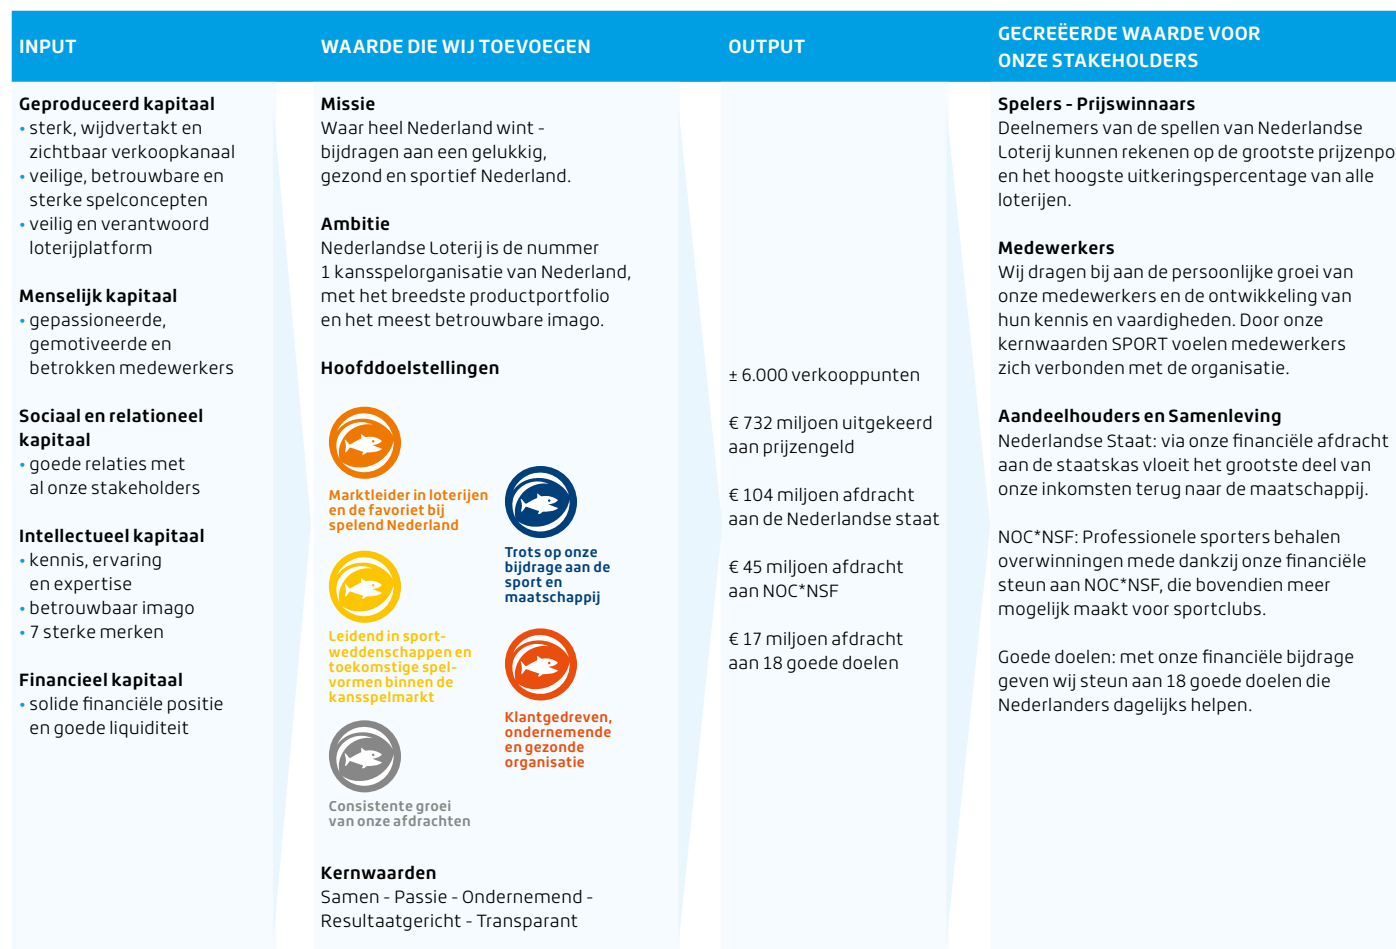 INPUT
Geproduceerd kapitaal
• sterk, wijdvertakt en
zichtbaar verkoopkanaal
• veilige, betrouwbare en
sterke spelconcepten
• veilig en verantwoord
loterijplatform
Menselijk kapitaal
• gepassioneerde,
gemotiveerde en
betrokken medewerkers
Sociaal en relationeel
kapitaal
• goede relaties met
al onze stakeholders
Intellectueel kapitaal
• kennis, ervaring
en expertise
• betrouwbaar imago
• 7 sterke merken
Financieel kapitaal
• solide financiële positie
en goede liquiditeit
WAARDE DIE WIJ TOEVOEGEN
Missie
Waar heel Nederland wint -
bijdragen aan een gelukkig,
gezond en sportief Nederland.
Ambitie
Nederlandse Loterij is de nummer
1 kansspelorganisatie van Nederland,
met het breedste productportfolio
en het meest betrouwbare imago.
Hoofddoelstellingen
Marktleider in loterijen
en de favoriet bij
spelend Nederland
Trots op onze
bijdrage aan de
sport en
maatschappij
Leidend in sport-
weddenschappen en
toekomstige spel-
vormen binnen de
kansspelmarkt
Klantgedreven,
ondernemende
en gezonde
organisatie
Consistente groei
van onze afdrachten
Kernwaarden
Samen - Passie - Ondernemend -
Resultaatgericht - Transparant
OUTPUT
± 6.000 verkooppunten
€ 732 miljoen uitgekeerd
aan prijzengeld
€ 104 miljoen afdracht
aan de Nederlandse staat
€ 45 miljoen afdracht
aan NOC*NSF
€ 17 miljoen afdracht
aan 18 goede doelen
GECREËERDE WAARDE VOOR
ONZE STAKEHOLDERS
Spelers - Prijswinnaars
Deelnemers van de spellen van Nederlandse
Loterij kunnen rekenen op de grootste prijzenpo
en het hoogste uitkeringspercentage van alle
loterijen.
Medewerkers
Wij dragen bij aan de persoonlijke groei van
onze medewerkers en de ontwikkeling van
hun kennis en vaardigheden. Door onze
kernwaarden SPORT voelen medewerkers
zich verbonden met de organisatie.
Aandeelhouders en Samenleving
Nederlandse Staat: via onze financiële afdracht
aan de staatskas vloeit het grootste deel van
onze inkomsten terug naar de maatschappij.
NOC*NSF: Professionele sporters behalen
overwinningen mede dankzij onze financiële
steun aan NOC*NSF, die bovendien meer
mogelijk maakt voor sportclubs.
Goede doelen: met onze financiële bijdrage
geven wij steun aan 18 goede doelen die
Nederlanders dagelijks helpen.